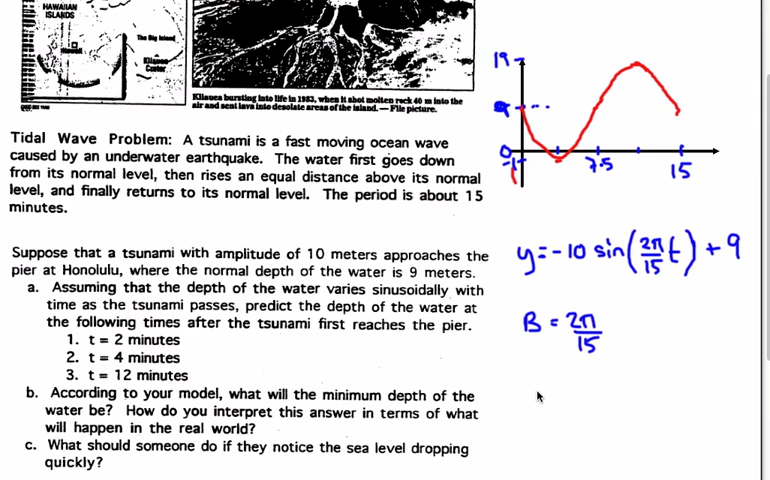 HAWAIIAN
ISLANDS
The Big Island
Kilauea
Crater
Kilauea bursting into life in 1983, when it shot molten rock 40 m into the
air and sent lava into desolate areas of the island. — File picture.
Tidal Wave Problem: A tsunami is a fast moving ocean wave
caused by an underwater earthquake. The water first goes down
from its normal level, then rises an equal distance above its normal
level, and finally returns to its normal level. The period is about 15
minutes.
Suppose that a tsunami with amplitude of 10 meters approaches the
pier at Honolulu, where the normal depth of the water is 9 meters.
a. Assuming that the depth of the water varies sinusoidally with
time as the tsunami passes, predict the depth of the water at
the following times after the tsunami first reaches the pier.
1. t = 2 minutes
2. t = 4 minutes
3. t = 12 minutes
b. According to your model, what will the minimum depth of the
water be? How do you interpret this answer in terms of what
will happen in the real world?
c. What should someone do if they notice the sea level dropping
quickly?
19
9
0
-1
7.5
15
y = -10 sin(2π/15 t) + 9
B = 2π/15